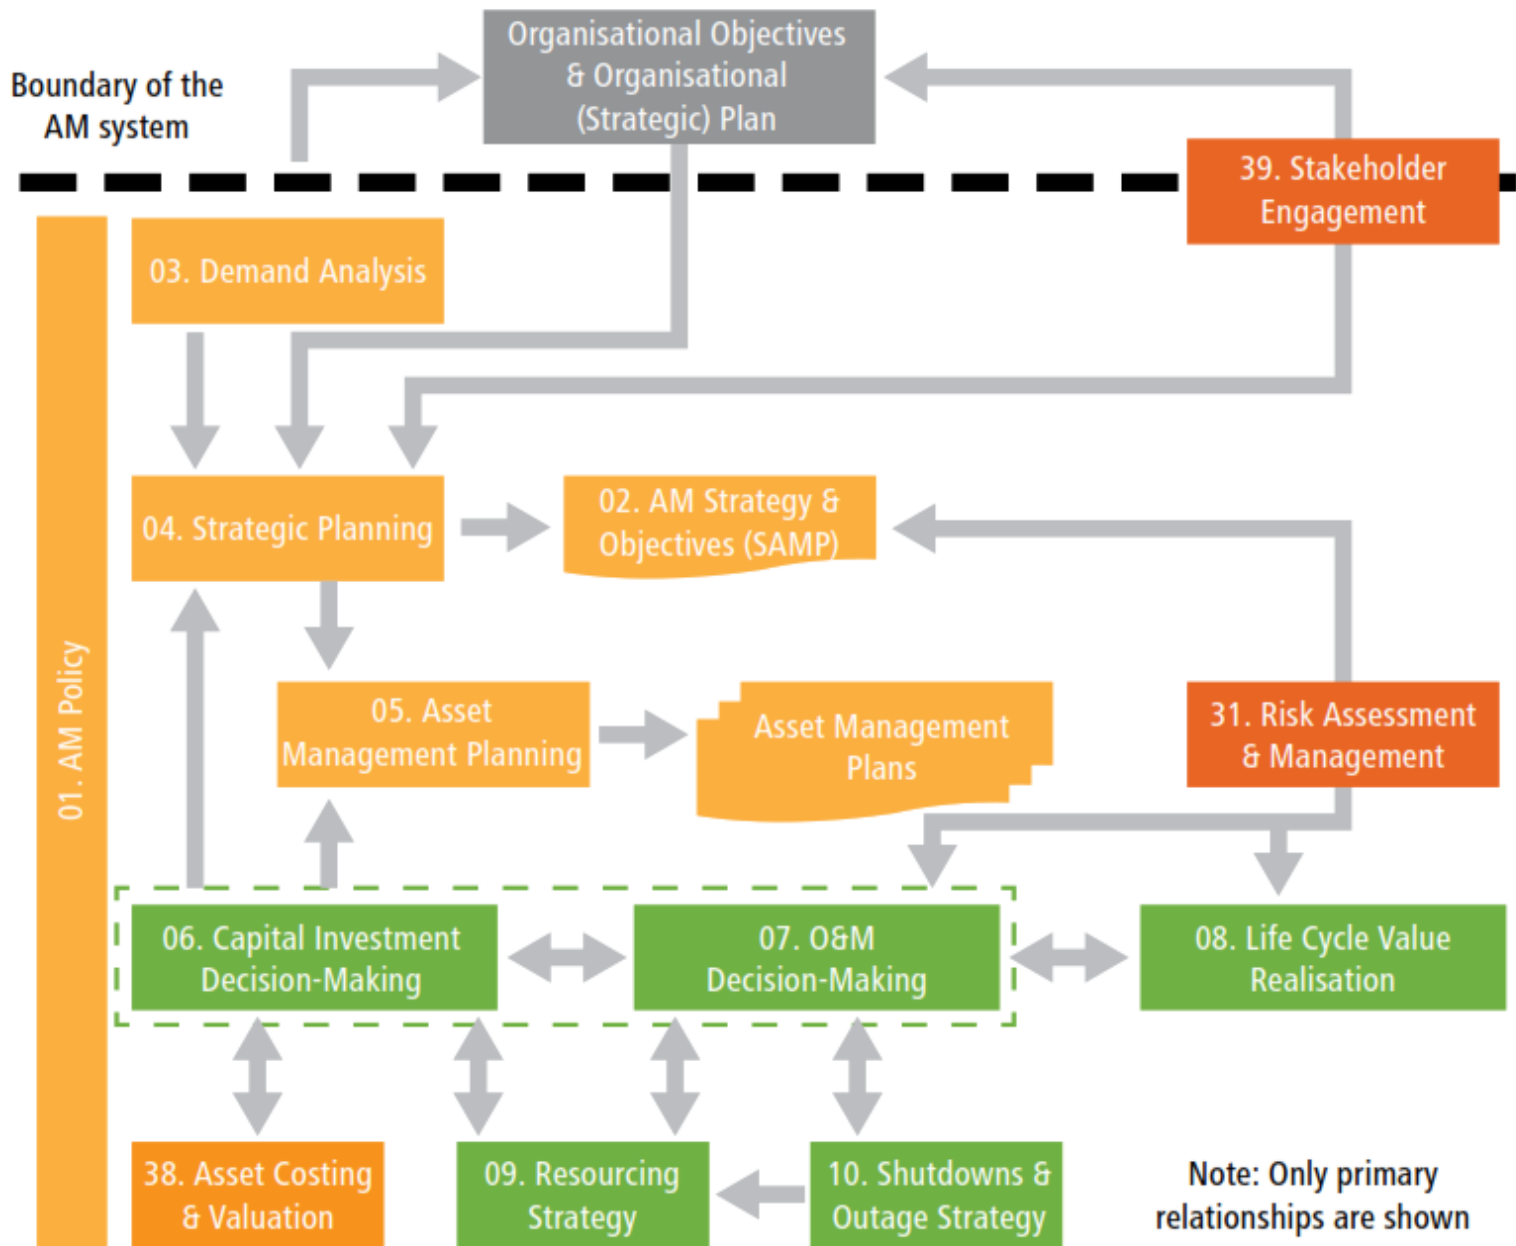 Organisational Objectives
& Organisational
(Strategic) Plan
Boundary of the
AM system
39. Stakeholder
Engagement
03. Demand Analysis
04. Strategic Planning
02. AM Strategy &
Objectives (SAMP)
01. AM Policy
05. Asset
Management Planning
Asset Management
Plans
31. Risk Assessment
& Management
06. Capital Investment
Decision-Making
07. O&M
Decision-Making
08. Life Cycle Value
Realisation
38. Asset Costing
& Valuation
09. Resourcing
Strategy
10. Shutdowns &
Outage Strategy
Note: Only primary
relationships are shown